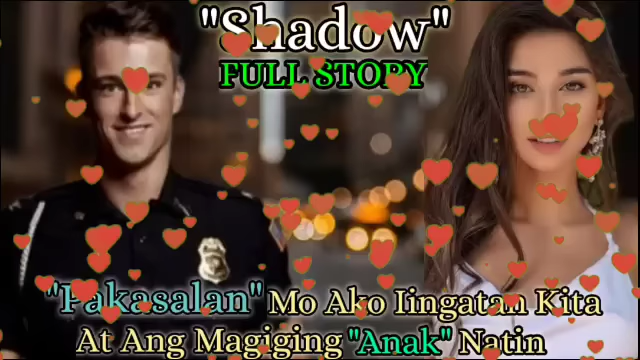 "Shadow"
FULL STORY
"Pakasalan" Mo Ako Iingatan Kita
At Ang Magiging "Anak" Natin